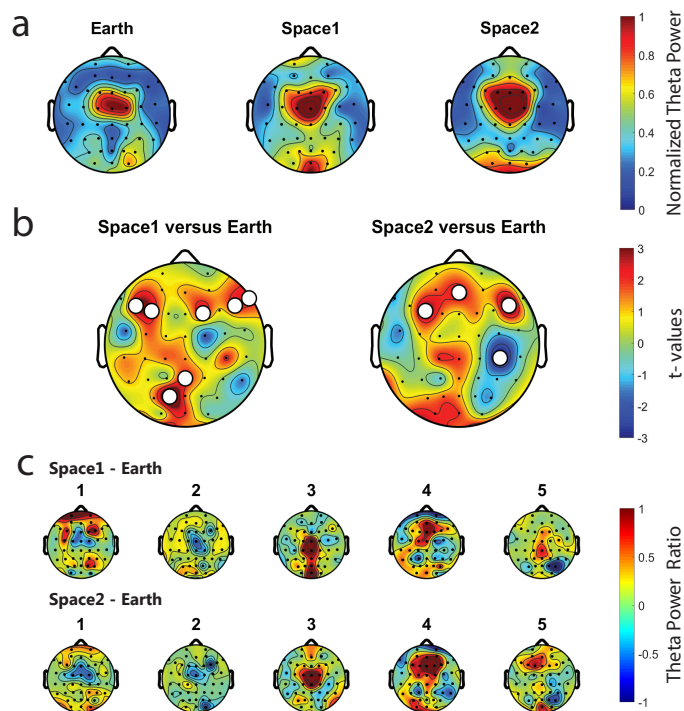 a
Earth Space1 Space2
1
0.8
0.6
0.4
0.2
0
Normalized Theta Power
b
Space1 versus Earth Space2 versus Earth
3
2
1
0
-1
-2
-3
t- values
c
Space1 - Earth
1 2 3 4 5
Space2 - Earth
1 2 3 4 5
1
0.5
0
-0.5
-1
Theta Power Ratio